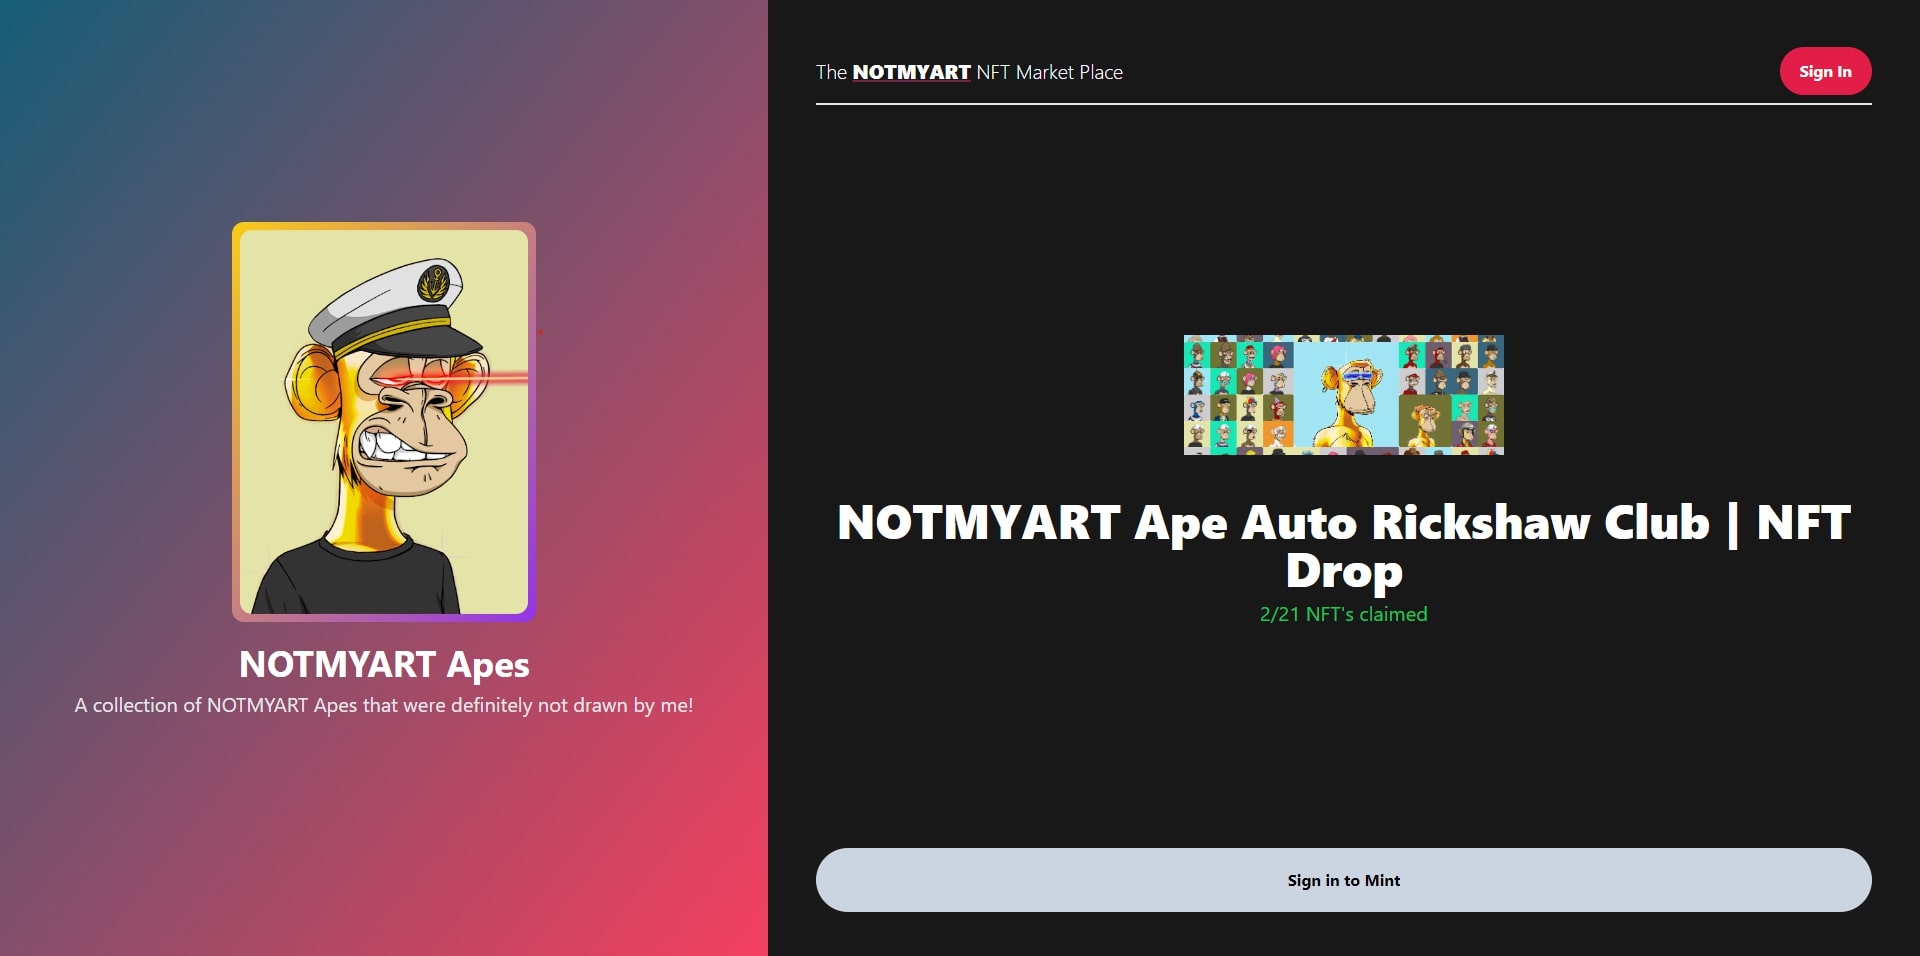 NOTMYART Apes
A collection of NOTMYART Apes that were definitely not drawn by me!
The NOTMYART NFT Market Place
Sign In
NOTMYART Ape Auto Rickshaw Club | NFT
Drop
2/21 NFT's claimed
Sign in to Mint